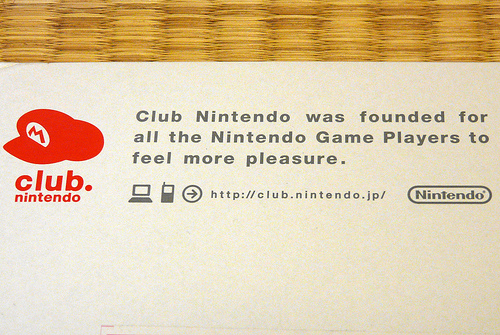 M
Club Nintendo was founded for
all the Nintendo Game Players to
feel more pleasure.
club.
nintendo
http://club.nintendo.jp/
Nintendo®